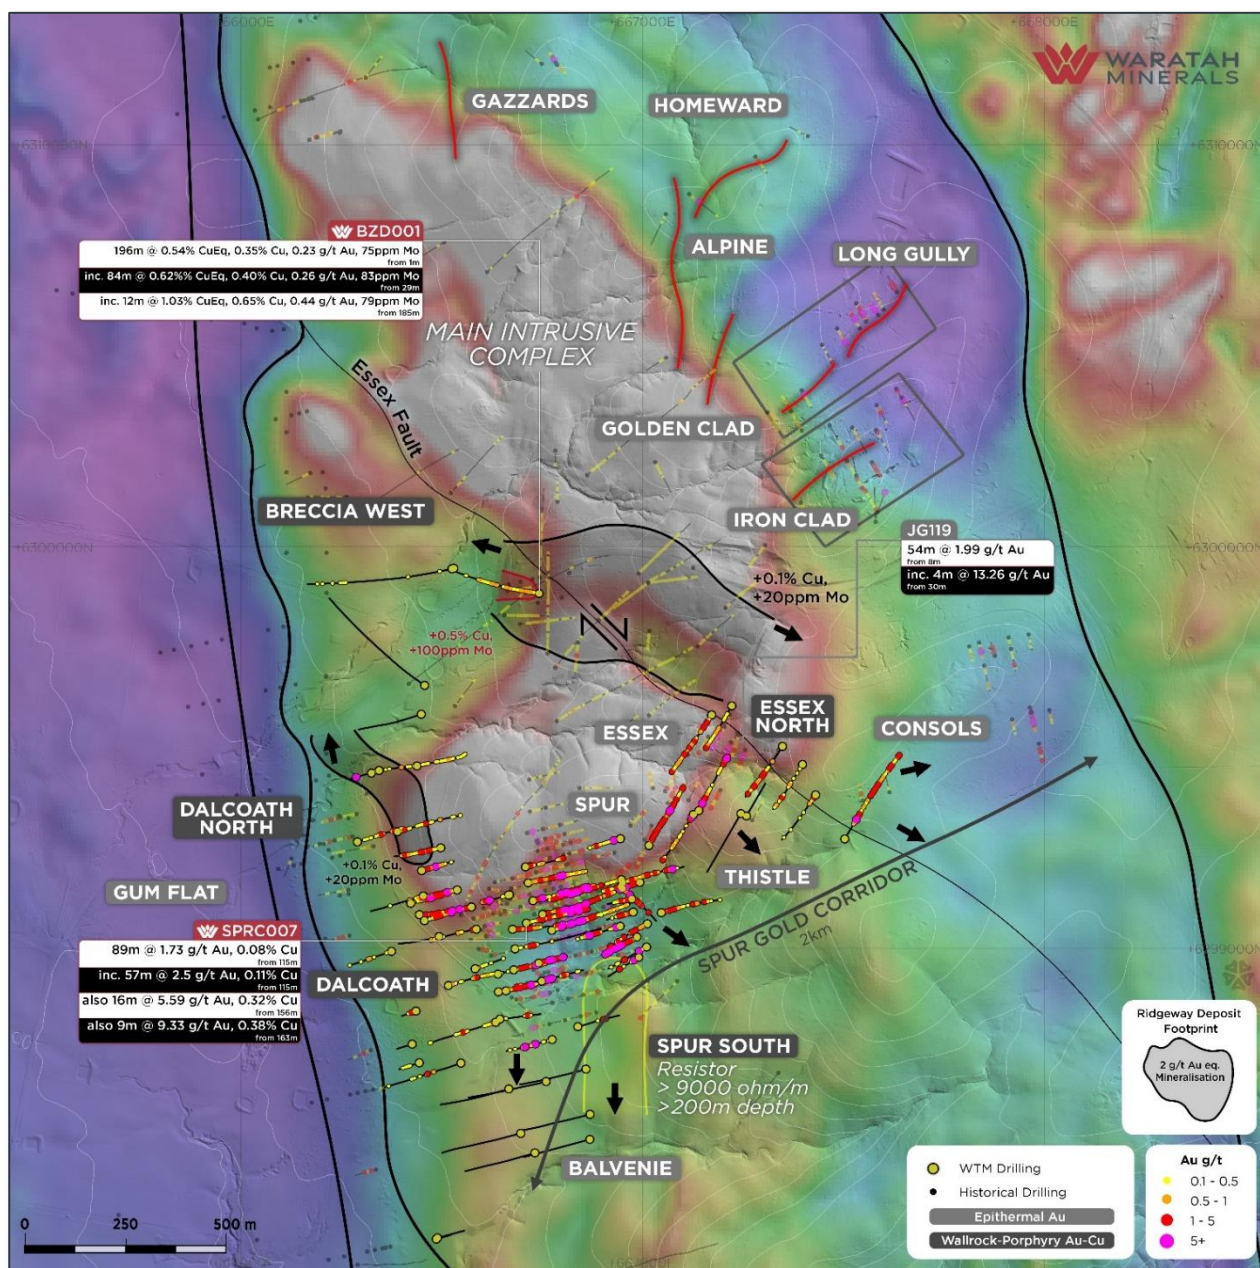 +666000E
+667000E
+668000E
WARATAH
MINERALS
GAZZARDS
HOMEWARD
+6310000N
+6310000N
BZD001
196m @ 0.54% CuEq, 0.35% Cu, 0.23 g/t Au, 75ppm Mo
from 1m
inc. 84m @ 0.62%% CuEq, 0.40% Cu, 0.26 g/t Au, 83ppm Mo
from 29m
inc. 12m @ 1.03% CuEq, 0.65% Cu, 0.44 g/t Au, 79ppm Mo
from 185m
ALPINE
LONG GULLY
MAIN INTRUSIVE
COMPLEX
Essex Fault
GOLDEN CLAD
BRECCIA WEST
IRON CLAD
JG119
54m @ 1.99 g/t Au
from 8m
inc. 4m @ 13.26 g/t Au
from 30m
+6300000N
+6300000N
+0.1% Cu,
+20ppm Mo
+0.5% Cu,
+100ppm Mo
ESSEX
ESSEX
NORTH
CONSOLS
SPUR
DALCOATH
NORTH
+0.1% Cu,
+20ppm Mo
THISTLE
GUM FLAT
SPUR GOLD CORRIDOR
2km
SPRC007
89m @ 1.73 g/t Au, 0.08% Cu
from 115m
inc. 57m @ 2.5 g/t Au, 0.11% Cu
from 115m
also 16m @ 5.59 g/t Au, 0.32% Cu
from 156m
also 9m @ 9.33 g/t Au, 0.38% Cu
from 163m
+6299000N
DALCOATH
SPUR SOUTH
Resistor
> 9000 ohm/m
>200m depth
BALVENIE
Ridgeway Deposit
Footprint
2 g/t Au eq.
Mineralisation
WTM Drilling
Historical Drilling
Epithermal Au
Wallrock-Porphyry Au-Cu
Au g/t
0.1 - 0.5
0.5 - 1
1 - 5
5+
0
250
500 m